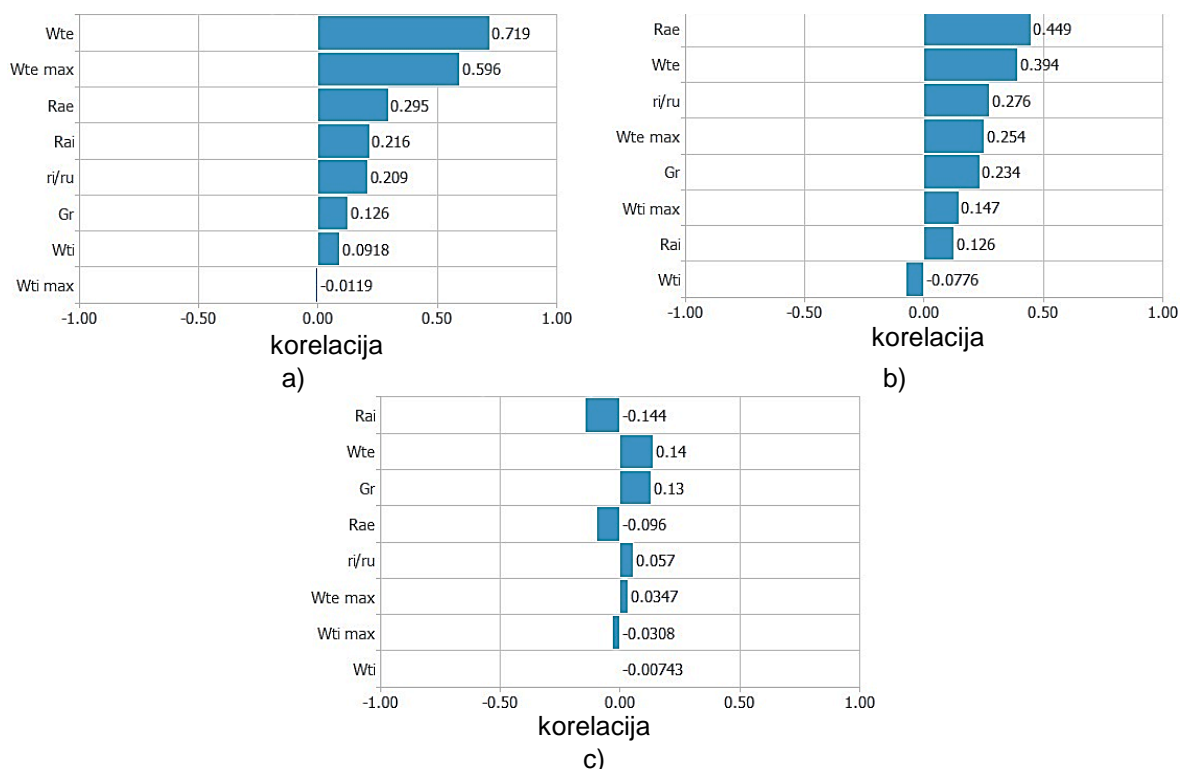 Wte 0.719
Wte max 0.596
Rae 0.295
Rai 0.216
ri/ru 0.209
Gr 0.126
Wti 0.0918
Wti max -0.0119
-1.00 -0.50 0.00 0.50 1.00
korelacija
a)
Rae 0.449
Wte 0.394
ri/ru 0.276
Wte max 0.254
Gr 0.234
Wti max 0.147
Rai 0.126
Wti -0.0776
-1.00 -0.50 0.00 0.50 1.00
korelacija
b)
Rai -0.144
Wte 0.14
Gr 0.13
Rae -0.096
ri/ru 0.057
Wte max 0.0347
Wti max -0.0308
Wti -0.00743
-1.00 -0.50 0.00 0.50 1.00
korelacija
c)